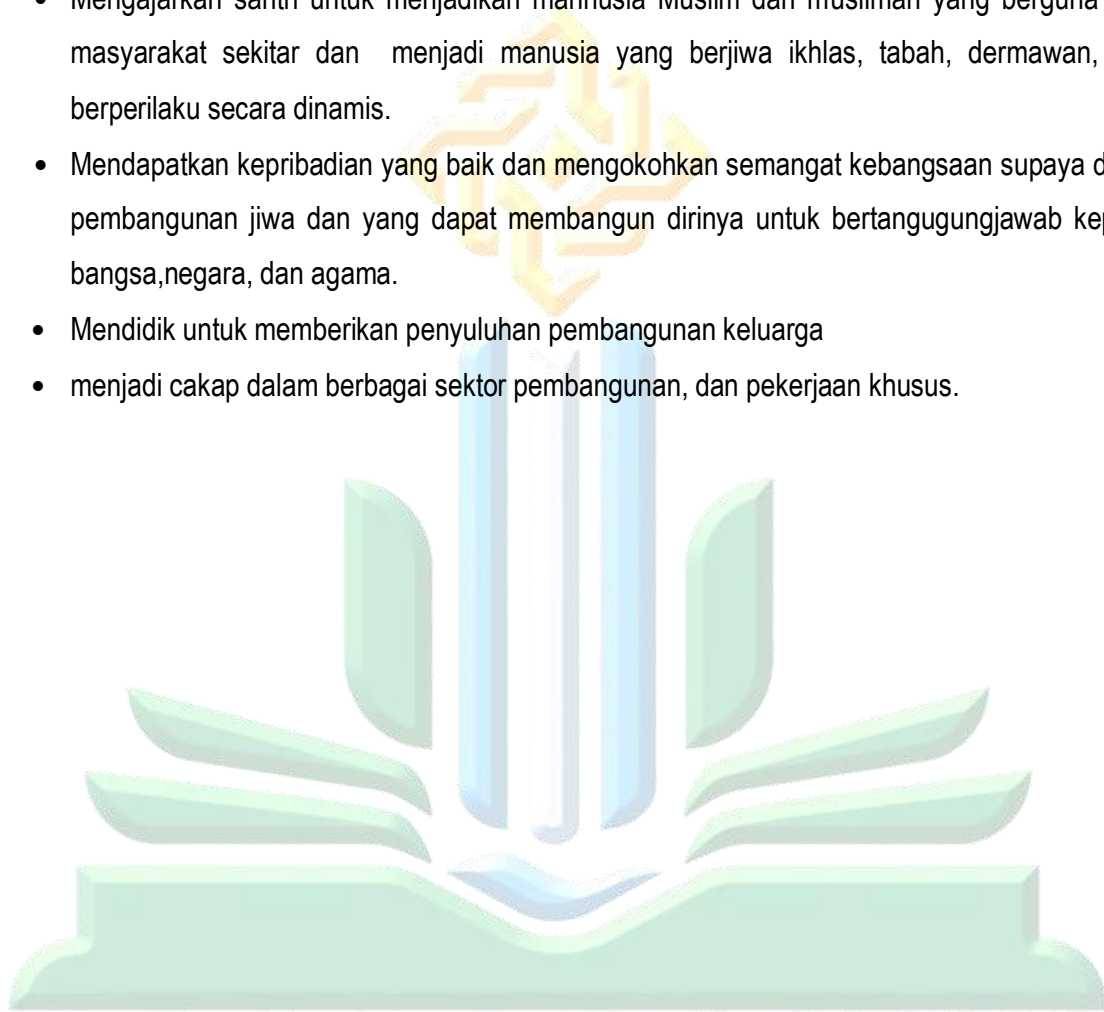 Mengajarkan santri untuk menjadikan manhusia Muslim dan muslimah yang berguna
masyarakat sekitar dan menjadi manusia yang berjiwa ikhlas, tabah, dermawan,
berperilaku secara dinamis.
• Mendapatkan kepribadian yang baik dan mengokohkan semangat kebangsaan supaya
pembangunan jiwa dan yang dapat membangun dirinya untuk bertangugungjawab
bangsa,negara, dan agama.
• Mendidik untuk memberikan penyuluhan pembangunan keluarga
• menjadi cakap dalam berbagai sektor pembangunan, dan pekerjaan khusus.